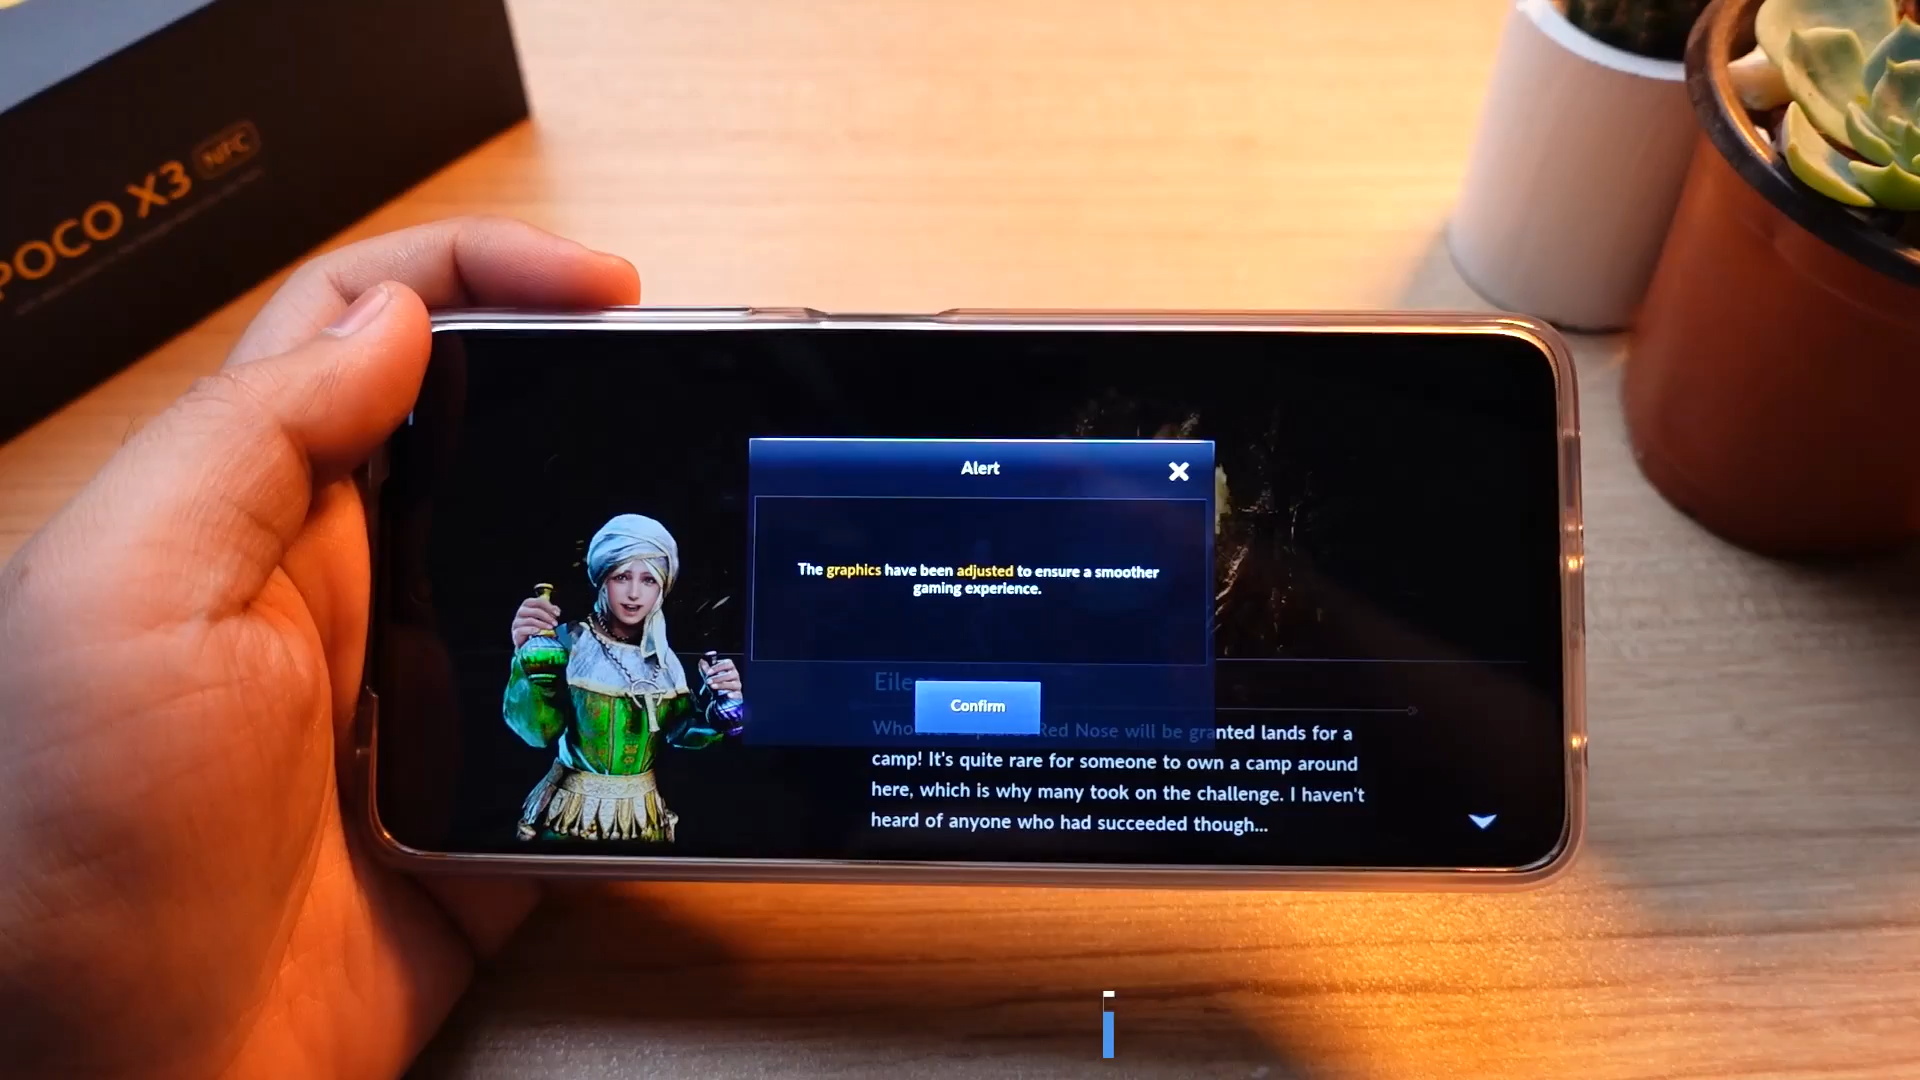 POCO X3 NFC
Alert
The graphics have been adjusted to ensure a smoother
gaming experience.
Confirm
Red Nose will be granted lands for a
camp! It's quite rare for someone to own a camp around
here, which is why many took on the challenge. I haven't
heard of anyone who had succeeded though...
i